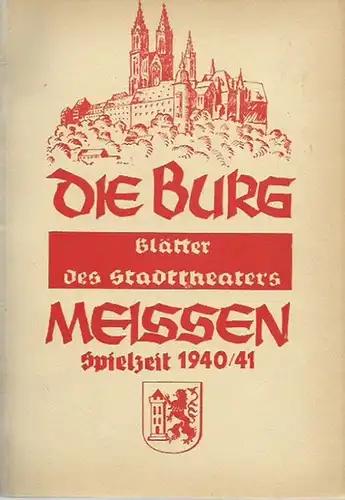 DIE BURG
Blätter
des Stadttheaters
MEISSEN
Spielzeit 1940/41